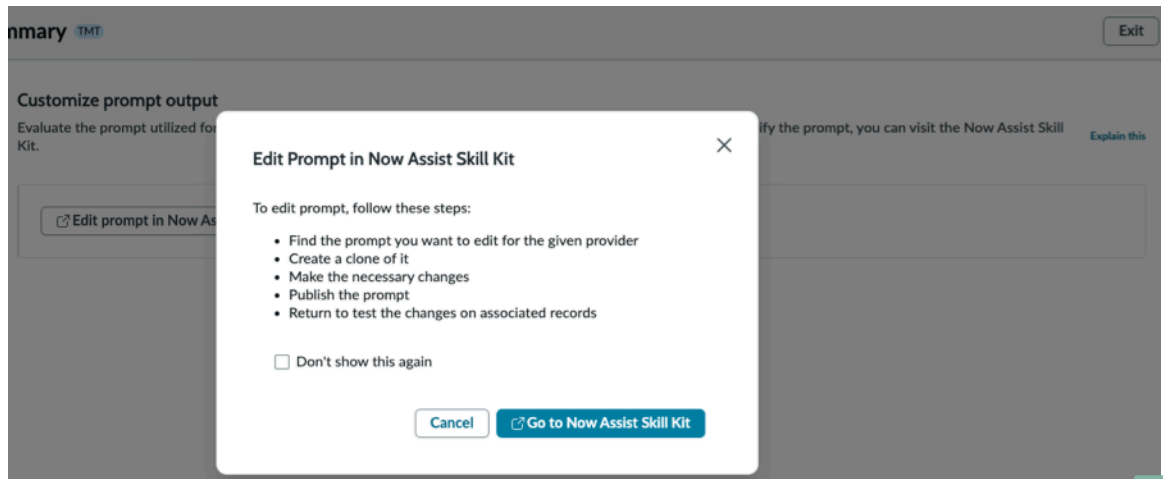 mmary TMT
Exit
Customize prompt output
Evaluate the prompt utilized for
ify the prompt, you can visit the Now Assist Skill
Kit.
Explain this
Edit prompt in Now As
Edit Prompt in Now Assist Skill Kit
To edit prompt, follow these steps:
• Find the prompt you want to edit for the given provider
• Create a clone of it
• Make the necessary changes
• Publish the prompt
• Return to test the changes on associated records
Don't show this again
Cancel
Go to Now Assist Skill Kit